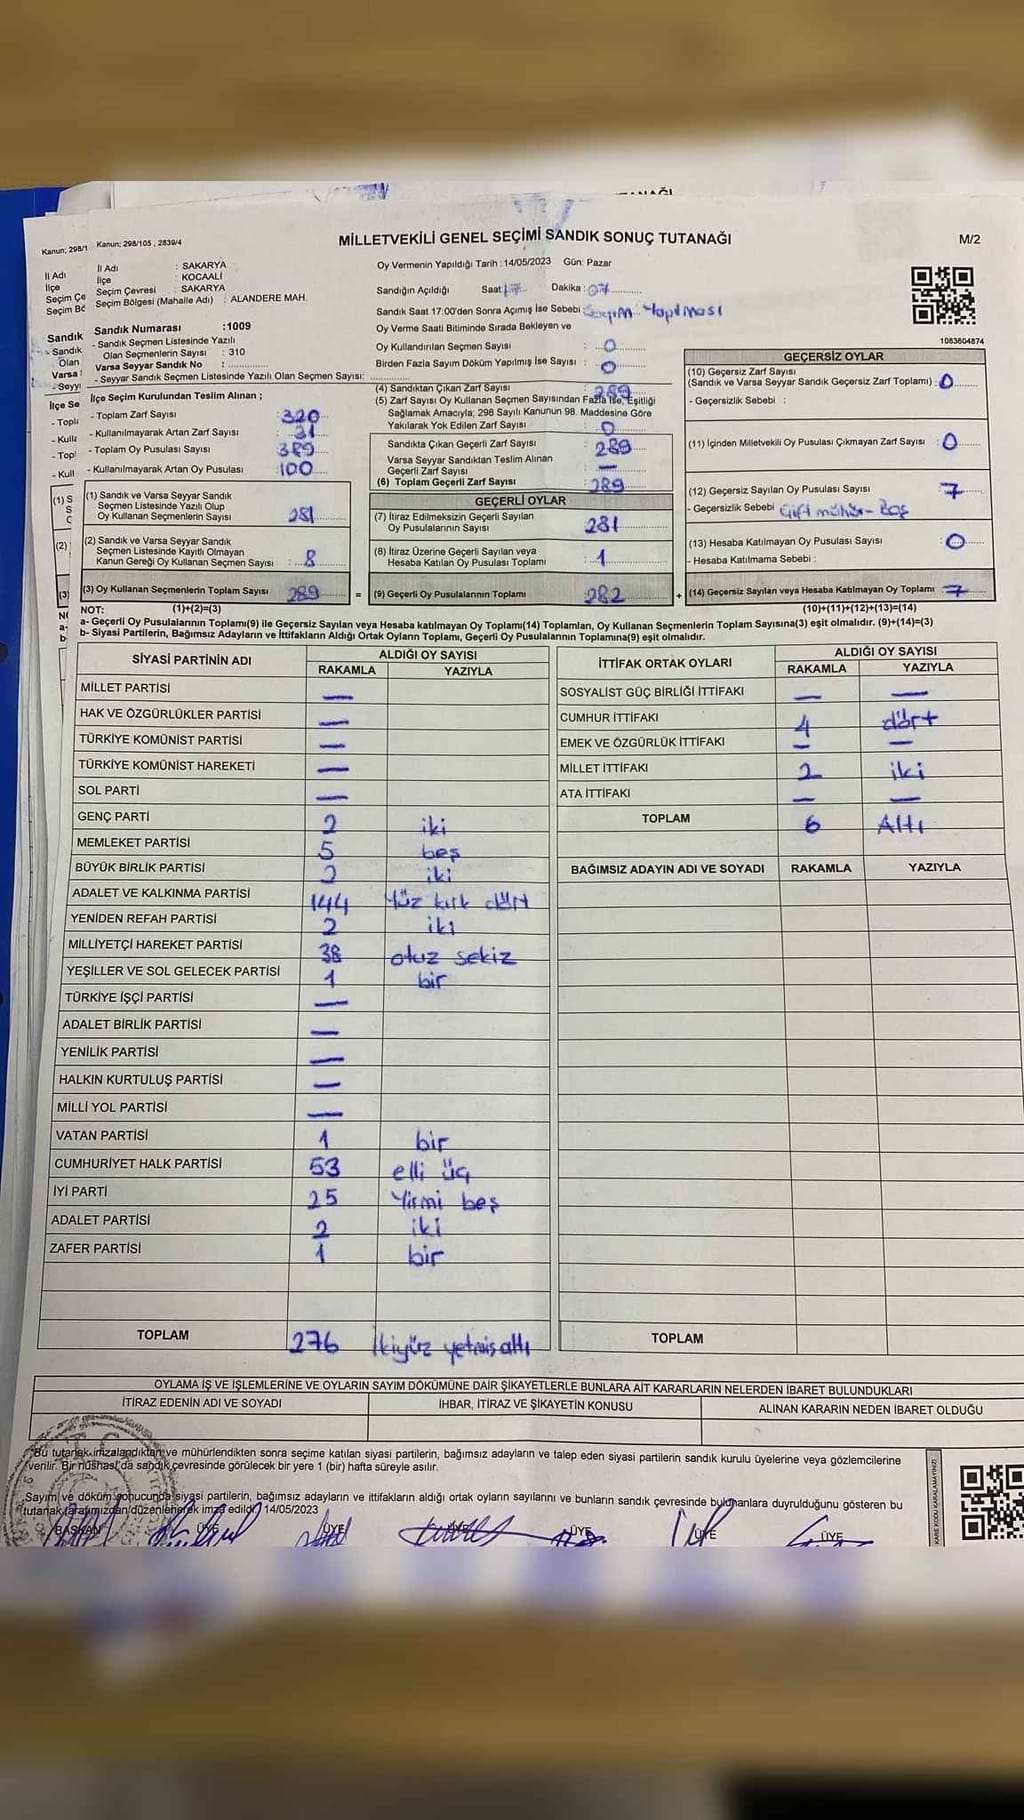 MİLLETVEKİLİ GENEL SEÇİMİ SANDIK SONUÇ TUTANAĞI
M/2
Kanun: 298/1
Kanun: 298/105 , 2839/4
İl Adı : SAKARYA
İlçe : KOCAALİ
Seçim Çevresi : SAKARYA
Seçim Bölgesi (Mahalle Adı) : ALANDERE MAH.
Sandık Numarası :1009
- Sandık Seçmen Listesinde Yazılı
Olan Seçmenlerin Sayısı : 310
Varsa Seyyar Sandık No :
- Seyyar Sandık Seçmen Listesinde Yazılı Olan Seçmen Sayısı:
İlçe Seçim Kurulundan Teslim Alınan ;
- Toplam Zarf Sayısı : 320
- Kullanılmayarak Artan Zarf Sayısı : 31
- Toplam Oy Pusulası Sayısı : 389
- Kullanılmayarak Artan Oy Pusulası : 100
(1) Sandık ve Varsa Seyyar Sandık
Seçmen Listesinde Yazılı Olup
Oy Kullanan Seçmenlerin Sayısı : 281
(2) Sandık ve Varsa Seyyar Sandık
Seçmen Listesinde Kayıtlı Olmayan
Kanun Gereği Oy Kullanan Seçmen Sayısı : 8
(3) Oy Kullanan Seçmenlerin Toplam Sayısı : 289
Oy Vermenin Yapıldığı Tarih :14/05/2023 Gün: Pazar
Sandığın Açıldığı Saat: 17 Dakika : 07
Sandık Saat 17:00'den Sonra Açımış İse Sebebi : Seçim Yapılması
Oy Verme Saati Bitiminde Sırada Bekleyen ve
Oy Kullandırılan Seçmen Sayısı : 0
Birden Fazla Sayım Döküm Yapılmış İse Sayısı : 0
(4) Sandıktan Çıkan Zarf Sayısı : 289
(5) Zarf Sayısı Oy Kullanan Seçmen Sayısından Fazla İse, Eşitliği
Sağlamak Amacıyla; 298 Sayılı Kanunun 98. Maddesine Göre
Yakılarak Yok Edilen Zarf Sayısı : 0
Sandıkta Çıkan Geçerli Zarf Sayısı : 289
Varsa Seyyar Sandıktan Teslim Alınan
Geçerli Zarf Sayısı : —
(6) Toplam Geçerli Zarf Sayısı : 289
GEÇERLİ OYLAR
(7) İtiraz Edilmeksizin Geçerli Sayılan
Oy Pusulalarının Sayısı : 281
(8) İtiraz Üzerine Geçerli Sayılan veya
Hesaba Katılan Oy Pusulası Toplamı : 1
= (9) Geçerli Oy Pusulalarının Toplamı : 282
1083604874
GEÇERSİZ OYLAR
(10) Geçersiz Zarf Sayısı
(Sandık ve Varsa Seyyar Sandık Geçersiz Zarf Toplamı) : 0
- Geçersizlik Sebebi :
(11) İçinden Milletvekili Oy Pusulası Çıkmayan Zarf Sayısı : 0
(12) Geçersiz Sayılan Oy Pusulası Sayısı : 7
- Geçersizlik Sebebi : Çift mühür - Boş
(13) Hesaba Katılmayan Oy Pusulası Sayısı : 0
- Hesaba Katılmama Sebebi :
+ (14) Geçersiz Sayılan veya Hesaba Katılmayan Oy Toplamı : 7
NOT: (1)+(2)=(3)
(10)+(11)+(12)+(13)=(14)
a- Geçerli Oy Pusulalarının Toplamı(9) ile Geçersiz Sayılan veya Hesaba katılmayan Oy Toplamı(14) Toplamları, Oy Kullanan Seçmenlerin Toplam Sayısına(3) eşit olmalıdır. (9)+(14)=(3)
b- Siyasi Partilerin, Bağımsız Adayların ve İttifakların Aldığı Ortak Oyların Toplamı, Geçerli Oy Pusulalarının Toplamına(9) eşit olmalıdır.
SİYASİ PARTİNİN ADI ALDIĞI OY SAYISI
RAKAMLA YAZIYLA
MİLLET PARTİSİ —
HAK VE ÖZGÜRLÜKLER PARTİSİ —
TÜRKİYE KOMÜNİST PARTİSİ —
TÜRKİYE KOMÜNİST HAREKETİ —
SOL PARTİ —
GENÇ PARTİ 2 iki
MEMLEKET PARTİSİ 5 beş
BÜYÜK BİRLİK PARTİSİ 2 iki
ADALET VE KALKINMA PARTİSİ 144 Yüz kırk dört
YENİDEN REFAH PARTİSİ 2 iki
MİLLİYETÇİ HAREKET PARTİSİ 38 otuz sekiz
YEŞİLLER VE SOL GELECEK PARTİSİ 1 bir
TÜRKİYE İŞÇİ PARTİSİ —
ADALET BİRLİK PARTİSİ —
YENİLİK PARTİSİ —
HALKIN KURTULUŞ PARTİSİ —
MİLLİ YOL PARTİSİ —
VATAN PARTİSİ 1 bir
CUMHURİYET HALK PARTİSİ 53 elli üç
İYİ PARTİ 25 Yirmi beş
ADALET PARTİSİ 2 iki
ZAFER PARTİSİ 1 bir
TOPLAM 276 İkiyüz yetmiş altı
İTTİFAK ORTAK OYLARI ALDIĞI OY SAYISI
RAKAMLA YAZIYLA
SOSYALİST GÜÇ BİRLİĞİ İTTİFAKI — —
CUMHUR İTTİFAKI 4 dört
EMEK VE ÖZGÜRLÜK İTTİFAKI — —
MİLLET İTTİFAKI 2 iki
ATA İTTİFAKI — —
TOPLAM 6 Altı
BAĞIMSIZ ADAYIN ADI VE SOYADI RAKAMLA YAZIYLA
TOPLAM
OYLAMA İŞ VE İŞLEMLERİNE VE OYLARIN SAYIM DÖKÜMÜNE DAİR ŞİKAYETLERLE BUNLARA AİT KARARLARIN NELERDEN İBARET BULUNDUKLARI
İTİRAZ EDENİN ADI VE SOYADI İHBAR, İTİRAZ VE ŞİKAYETİN KONUSU ALINAN KARARIN NEDEN İBARET OLDUĞU
Bu tutanak imzalandıktan ve mühürlendikten sonra seçime katılan siyasi partilerin, bağımsız adayların ve talep eden siyasi partilerin sandık kurulu üyelerine veya gözlemcilerine
verilir. Bir nüshası da sandık çevresinde görülecek bir yere 1 (bir) hafta süreyle asılır.
Sayım ve döküm sonucunda siyasi partilerin, bağımsız adayların ve ittifakların aldığı ortak oyların sayılarını ve bunların sandık çevresinde bulunanlara duyrulduğunu gösteren bu
tutanak tarafımızdan düzenlenerek imza edildi. 14/05/2023
BAŞKAN ÜYE ÜYE ÜYE ÜYE ÜYE
KARE KODU KARALAMAYINIZ!